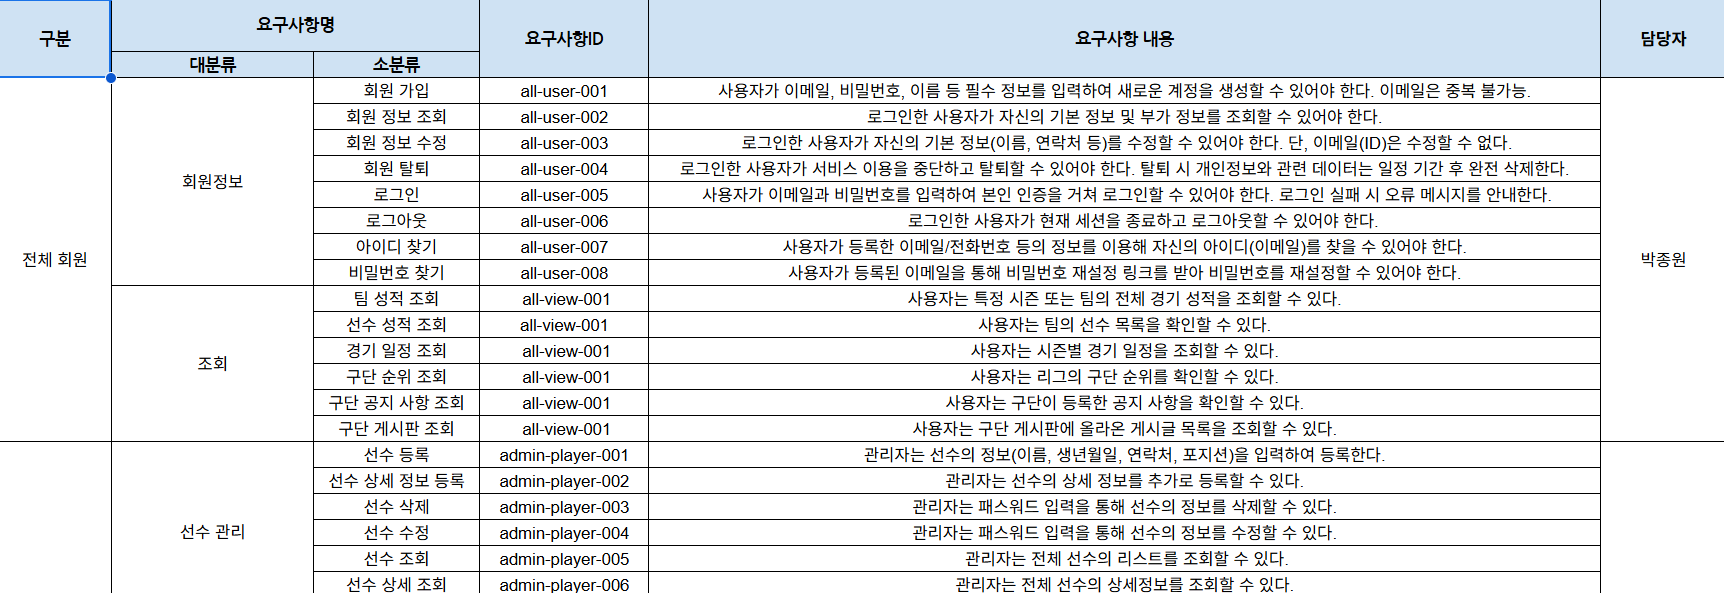 구분 요구사항명 요구사항ID 요구사항 내용 담당자
대분류 소분류
전체 회원 회원정보 회원 가입 all-user-001 사용자가 이메일, 비밀번호, 이름 등 필수 정보를 입력하여 새로운 계정을 생성할 수 있어야 한다. 이메일은 중복 불가능. 박종원
회원 정보 조회 all-user-002 로그인한 사용자가 자신의 기본 정보 및 부가 정보를 조회할 수 있어야 한다.
회원 정보 수정 all-user-003 로그인한 사용자가 자신의 기본 정보(이름, 연락처 등)를 수정할 수 있어야 한다. 단, 이메일(ID)은 수정할 수 없다.
회원 탈퇴 all-user-004 로그인한 사용자가 서비스 이용을 중단하고 탈퇴할 수 있어야 한다. 탈퇴 시 개인정보와 관련 데이터는 일정 기간 후 완전 삭제한다.
로그인 all-user-005 사용자가 이메일과 비밀번호를 입력하여 본인 인증을 거쳐 로그인할 수 있어야 한다. 로그인 실패 시 오류 메시지를 안내한다.
로그아웃 all-user-006 로그인한 사용자가 현재 세션을 종료하고 로그아웃할 수 있어야 한다.
아이디 찾기 all-user-007 사용자가 등록한 이메일/전화번호 등의 정보를 이용해 자신의 아이디(이메일)를 찾을 수 있어야 한다.
비밀번호 찾기 all-user-008 사용자가 등록된 이메일을 통해 비밀번호 재설정 링크를 받아 비밀번호를 재설정할 수 있어야 한다.
조회 팀 성적 조회 all-view-001 사용자는 특정 시즌 또는 팀의 전체 경기 성적을 조회할 수 있다.
선수 성적 조회 all-view-001 사용자는 팀의 선수 목록을 확인할 수 있다.
경기 일정 조회 all-view-001 사용자는 시즌별 경기 일정을 조회할 수 있다.
구단 순위 조회 all-view-001 사용자는 리그의 구단 순위를 확인할 수 있다.
구단 공지 사항 조회 all-view-001 사용자는 구단이 등록한 공지 사항을 확인할 수 있다.
구단 게시판 조회 all-view-001 사용자는 구단 게시판에 올라온 게시글 목록을 조회할 수 있다.
선수 관리 선수 등록 admin-player-001 관리자는 선수의 정보(이름, 생년월일, 연락처, 포지션)을 입력하여 등록한다.
선수 상세 정보 등록 admin-player-002 관리자는 선수의 상세 정보를 추가로 등록할 수 있다.
선수 삭제 admin-player-003 관리자는 패스워드 입력을 통해 선수의 정보를 삭제할 수 있다.
선수 수정 admin-player-004 관리자는 패스워드 입력을 통해 선수의 정보를 수정할 수 있다.
선수 조회 admin-player-005 관리자는 전체 선수의 리스트를 조회할 수 있다.
선수 상세 조회 admin-player-006 관리자는 전체 선수의 상세정보를 조회할 수 있다.